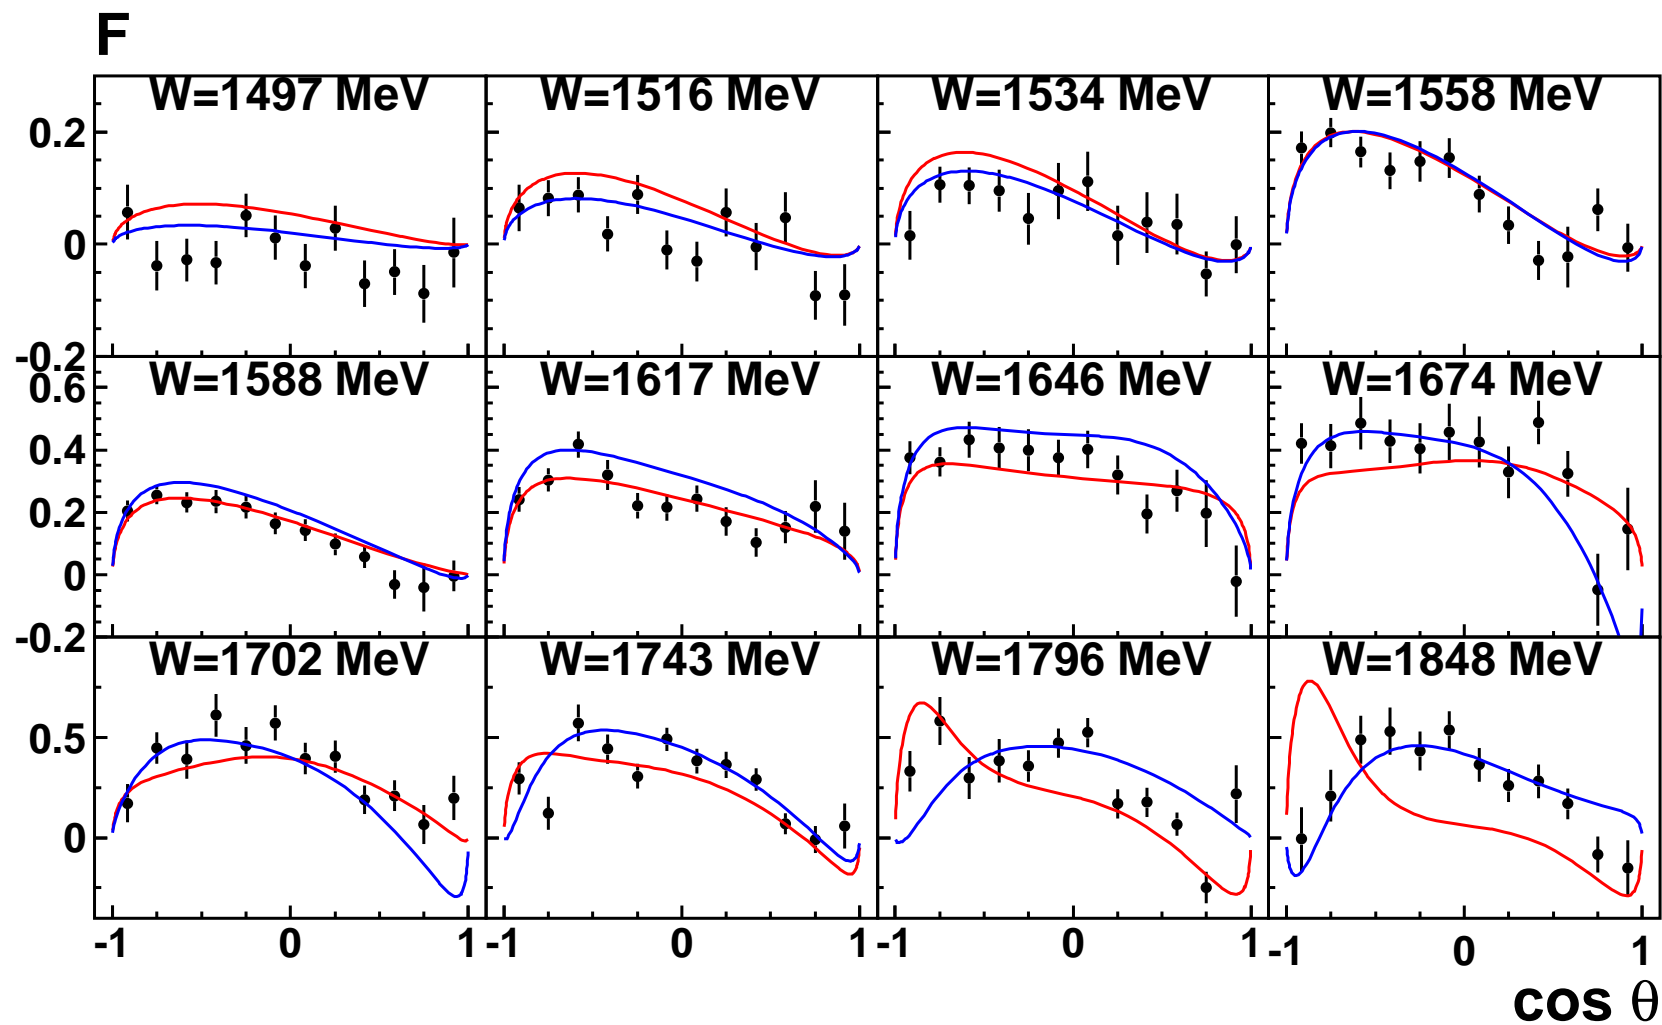 F
W=1497 MeV W=1516 MeV W=1534 MeV W=1558 MeV
0.2
0
-0.2
W=1588 MeV W=1617 MeV W=1646 MeV W=1674 MeV
0.6
0.4
0.2
0
-0.2
W=1702 MeV W=1743 MeV W=1796 MeV W=1848 MeV
0.5
0
-1 0 1 -1 0 1 -1 0 1 -1 0 1
cos θ